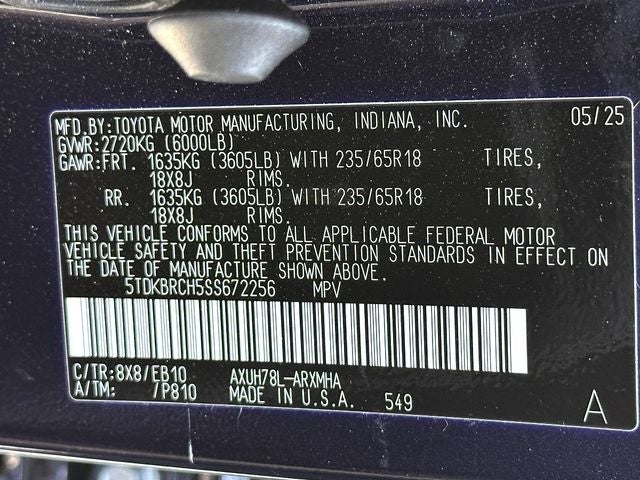 MFD.BY:TOYOTA MOTOR MANUFACTURING, INDIANA, INC. 05/25
GVWR:2720KG (6000LB)
GAWR:FRT. 1635KG (3605LB) WITH 235/65R18 TIRES,
18X8J RIMS.
RR. 1635KG (3605LB) WITH 235/65R18 TIRES,
18X8J RIMS.
THIS VEHICLE CONFORMS TO ALL APPLICABLE FEDERAL MOTOR
VEHICLE SAFETY AND THEFT PREVENTION STANDARDS IN EFFECT ON
THE DATE OF MANUFACTURE SHOWN ABOVE.
5TDKBRCH5SS672256 MPV
C/TR:8X8/EB10 AXUH78L-ARXMHA
A/TM: /P810 MADE IN U.S.A. 549 A